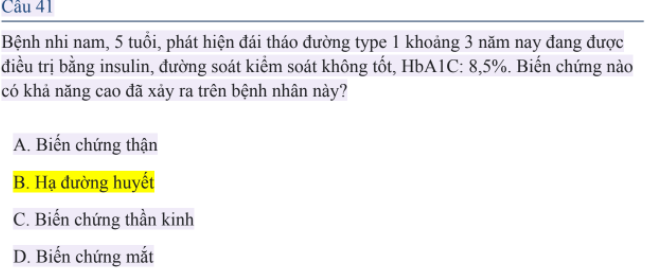 Câu 41
Bệnh nhi nam, 5 tuổi, phát hiện đái tháo đường type 1 khoảng 3 năm nay đang được
điều trị bằng insulin, đường soát kiểm soát không tốt, HbA1C: 8,5%. Biến chứng nào
có khả năng cao đã xảy ra trên bệnh nhân này?
A. Biến chứng thận
B. Hạ đường huyết
C. Biến chứng thần kinh
D. Biến chứng mắt